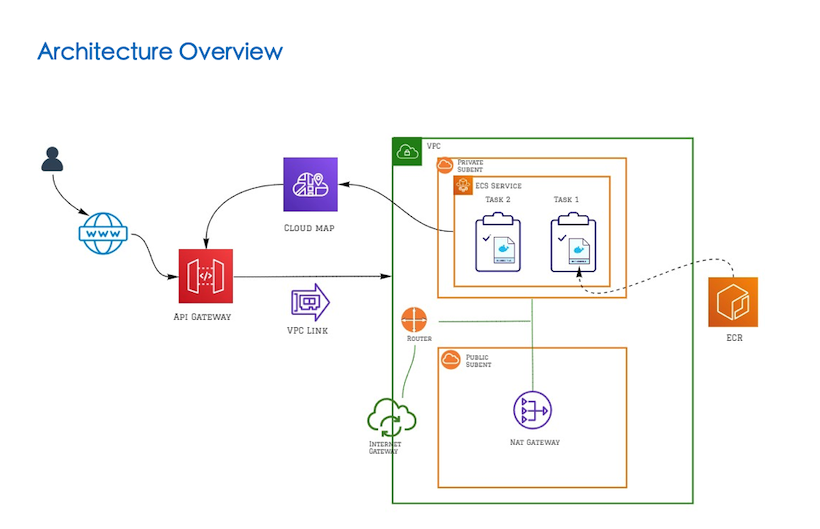 Architecture Overview
VPC
PRIVATE
SUBENT
ECS SERVICE
TASK 2
TASK 1
WWW
CLOUD MAP
API GATEWAY
VPC LINK
ECR
ROUTER
PUBLIC
SUBENT
INTERNET
GATEWAY
NAT GATEWAY